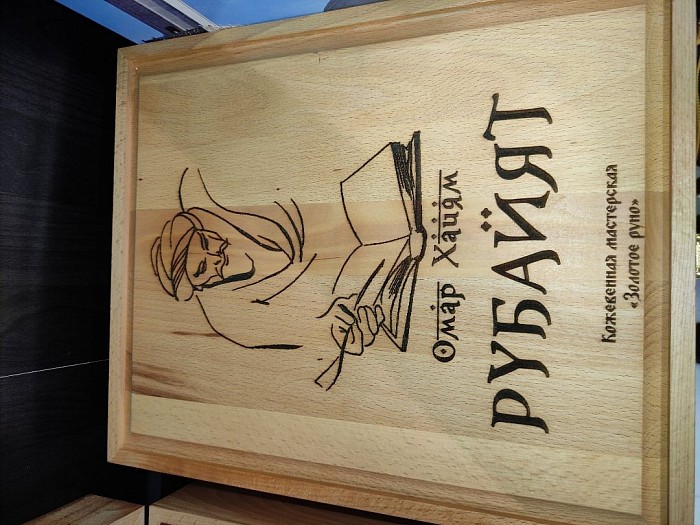 Омар Хайям
РУБАЙЯТ
Кожевенная мастерская
«Золотое руно»